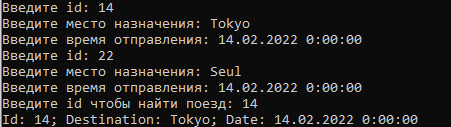 Введите id: 14
Введите место назначения: Tokyo
Введите время отправления: 14.02.2022 0:00:00
Введите id: 22
Введите место назначения: Seul
Введите время отправления: 14.02.2022 0:00:00
Введите id чтобы найти поезд: 14
Id: 14; Destination: Tokyo; Date: 14.02.2022 0:00:00